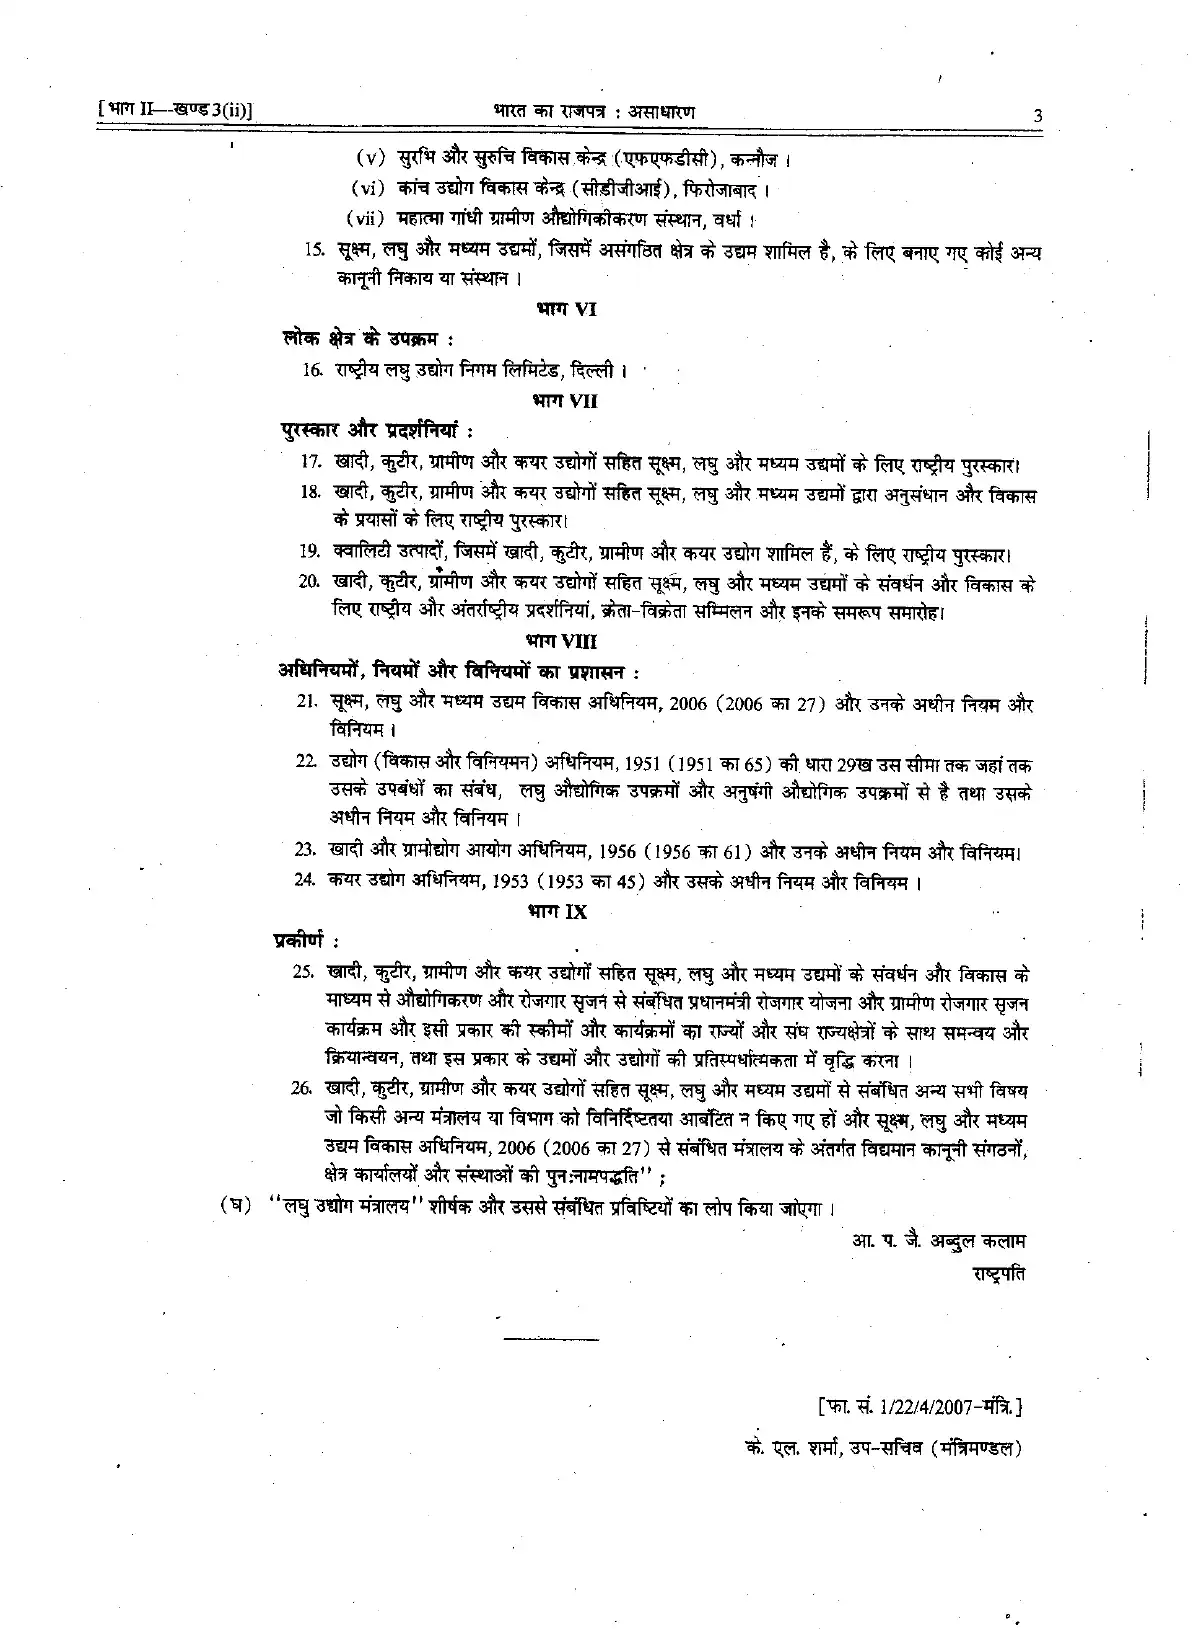 [ भाग II—खण्ड 3(ii)] भारत का राजपत्र : असाधारण 3
(v) सुरभि और सुरुचि विकास केन्द्र (एफएफडीसी), कन्नौज ।
(vi) कांच उद्योग विकास केन्द्र (सीडीजीआई), फिरोजाबाद ।
(vii) महात्मा गांधी ग्रामीण औद्योगिकीकरण संस्थान, वर्धा ।
15. सूक्ष्म, लघु और मध्यम उद्यमों, जिसमें असंगठित क्षेत्र के उद्यम शामिल है, के लिए बनाए गए कोई अन्य
कानूनी निकाय या संस्थान ।
भाग VI
लोक क्षेत्र के उपक्रम :
16. राष्ट्रीय लघु उद्योग निगम लिमिटेड, दिल्ली ।
भाग VII
पुरस्कार और प्रदर्शनियां :
17. खादी, कुटीर, ग्रामीण और कयर उद्योगों सहित सूक्ष्म, लघु और मध्यम उद्यमों के लिए राष्ट्रीय पुरस्कार।
18. खादी, कुटीर, ग्रामीण और कयर उद्योगों सहित सूक्ष्म, लघु और मध्यम उद्यमों द्वारा अनुसंधान और विकास
के प्रयासों के लिए राष्ट्रीय पुरस्कार।
19. क्वालिटी उत्पादों, जिसमें खादी, कुटीर, ग्रामीण और कयर उद्योग शामिल हैं, के लिए राष्ट्रीय पुरस्कार।
20. खादी, कुटीर, ग्रामीण और कयर उद्योगों सहित सूक्ष्म, लघु और मध्यम उद्यमों के संवर्धन और विकास के
लिए राष्ट्रीय और अंतर्राष्ट्रीय प्रदर्शनियां, क्रेता-विक्रेता सम्मिलन और इनके समरूप समारोह।
भाग VIII
अधिनियमों, नियमों और विनियमों का प्रशासन :
21. सूक्ष्म, लघु और मध्यम उद्यम विकास अधिनियम, 2006 (2006 का 27) और उनके अधीन नियम और
विनियम ।
22. उद्योग (विकास और विनियमन) अधिनियम, 1951 (1951 का 65) की धारा 29ख उस सीमा तक जहां तक
उसके उपबंधों का संबंध, लघु औद्योगिक उपक्रमों और अनुषंगी औद्योगिक उपक्रमों से है तथा उसके
अधीन नियम और विनियम ।
23. खादी और ग्रामोद्योग आयोग अधिनियम, 1956 (1956 का 61) और उनके अधीन नियम और विनियम।
24. कयर उद्योग अधिनियम, 1953 (1953 का 45) और उसके अधीन नियम और विनियम ।
भाग IX
प्रकीर्ण :
25. खादी, कुटीर, ग्रामीण और कयर उद्योगों सहित सूक्ष्म, लघु और मध्यम उद्यमों के संवर्धन और विकास के
माध्यम से औद्योगिकरण और रोजगार सृजन से संबंधित प्रधानमंत्री रोजगार योजना और ग्रामीण रोजगार सृजन
कार्यक्रम और इसी प्रकार की स्कीमों और कार्यक्रमों का राज्यों और संघ राज्यक्षेत्रों के साथ समन्वय और
क्रियान्वयन, तथा इस प्रकार के उद्यमों और उद्योगों की प्रतिस्पर्धात्मकता में वृद्धि करना ।
26. खादी, कुटीर, ग्रामीण और कयर उद्योगों सहित सूक्ष्म, लघु और मध्यम उद्यमों से संबंधित अन्य सभी विषय
जो किसी अन्य मंत्रालय या विभाग को विनिर्दिष्टतया आबंटित न किए गए हों और सूक्ष्म, लघु और मध्यम
उद्यम विकास अधिनियम, 2006 (2006 का 27) से संबंधित मंत्रालय के अंतर्गत विद्यमान कानूनी संगठनों,
क्षेत्र कार्यालयों और संस्थाओं की पुन:नामपद्धति" ;
(घ) "लघु उद्योग मंत्रालय" शीर्षक और उससे संबंधित प्रविष्टियों का लोप किया जाएगा ।
आ. प. जै. अब्दुल कलाम
राष्ट्रपति
[फा. सं. 1/22/4/2007-मंत्रि.]
के. एल. शर्मा, उप-सचिव (मंत्रिमण्डल)